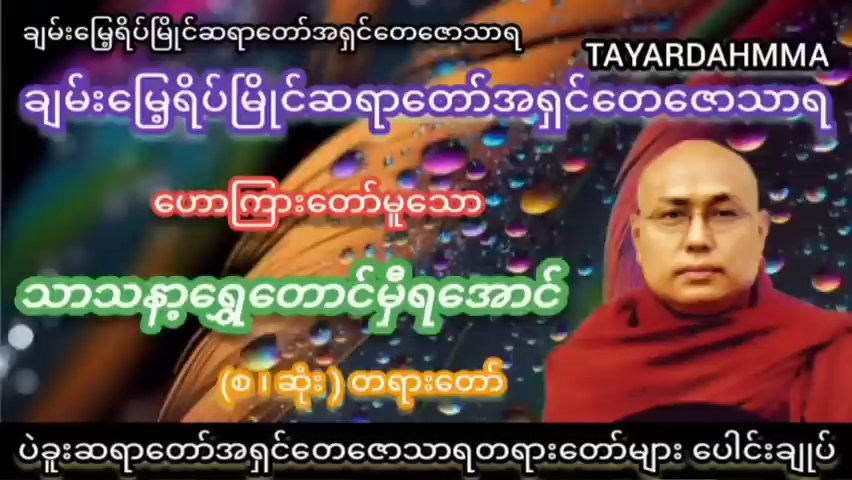 ချမ်းမြေ့ရိပ်မြိုင်ဆရာတော်အရှင်တေဇောသာရ
TAYARDAHMMA
ချမ်းမြေ့ရိပ်မြိုင်ဆရာတော်အရှင်တေဇောသာရ
ဟောကြားတော်မူသော
သာသနာ့ရွှေတောင်မှီရအောင်
(စ ၊ ဆုံး ) တရားတော်
ပဲခူးဆရာတော်အရှင်တေဇောသာရတရားတော်များ ပေါင်းချုပ်